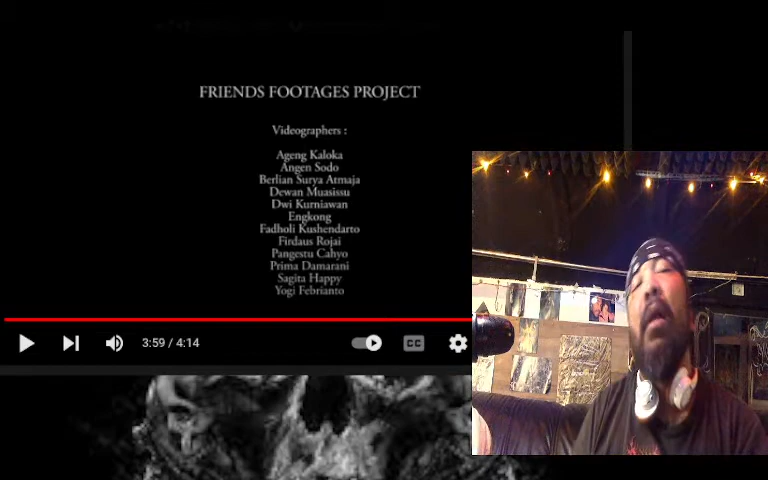 FRIENDS FOOTAGES PROJECT
Videographers :
Ageng Kaloka
Angen Sodo
Berlian Surya Atmaja
Dewan Muasissu
Dwi Kurniawan
Engkong
Fadholi Kushendarto
Firdaus Rojai
Pangestu Cahyo
Prima Damarani
Sagita Happy
Yogi Febrianto
3:59 / 4:14
CC